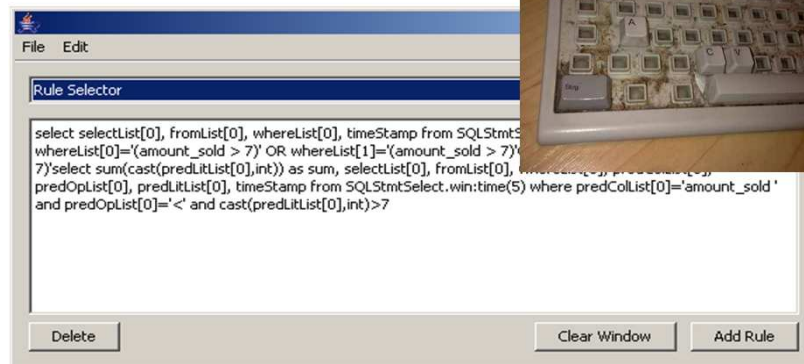 File Edit
Rule Selector
select selectList[0], fromList[0], whereList[0], timeStamp from
whereList[0]='(amount_sold > 7)' OR whereList[1]='(amount_sold > 7)'
7)'select sum(cast(predLitList[0],int)) as sum, selectList[0], fromList[0],
predOpList[0], predLitList[0], timeStamp from SQLStmtSelect.win:time(5) where predColList[0]='amount_sold '
and predOpList[0]='<' and cast(predLitList[0],int)>7
Delete Clear Window Add Rule
A
C V
Strg